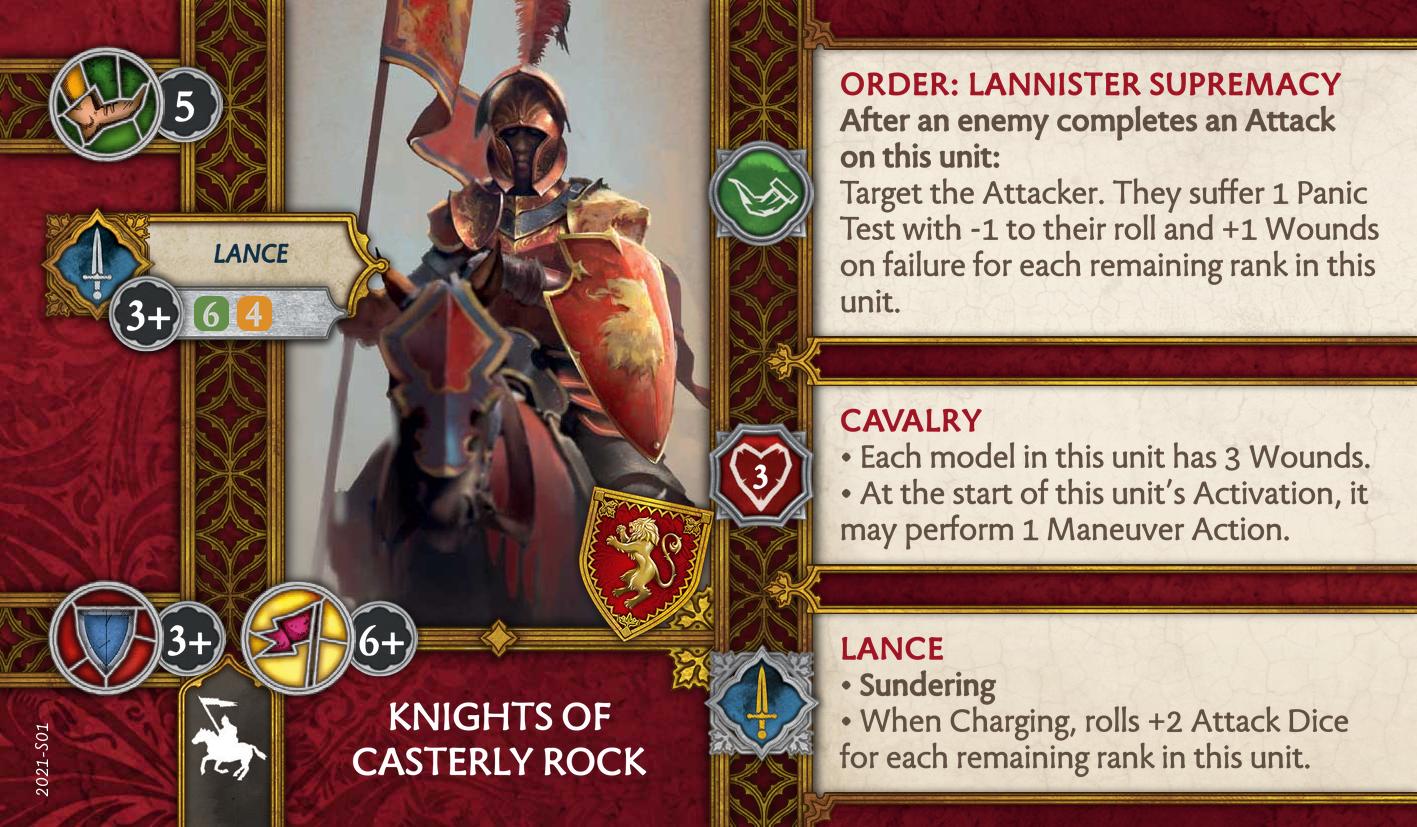 5
LANCE
3+ 6 4
3+
6+
KNIGHTS OF
CASTERLY ROCK
2021-S01
ORDER: LANNISTER SUPREMACY
After an enemy completes an Attack
on this unit:
Target the Attacker. They suffer 1 Panic
Test with -1 to their roll and +1 Wounds
on failure for each remaining rank in this
unit.
3
CAVALRY
• Each model in this unit has 3 Wounds.
• At the start of this unit's Activation, it
may perform 1 Maneuver Action.
LANCE
• Sundering
• When Charging, rolls +2 Attack Dice
for each remaining rank in this unit.